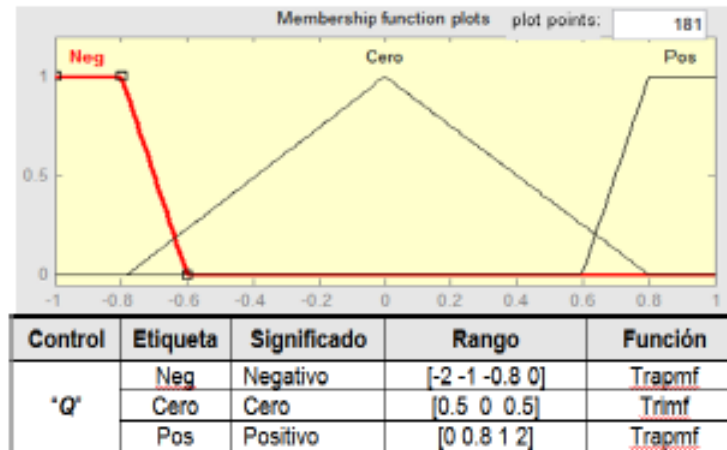 Membership function plots plot points: 181
Neg Cero Pos
1
0.5
0
-1 -0.8 -0.6 -0.4 -0.2 0 0.2 0.4 0.6 0.8 1
Control Etiqueta Significado Rango Función
"Q" Neg Negativo [-2 -1 -0.8 0] Trapmf
Cero Cero [0.5 0 0.5] Trimf
Pos Positivo [0 0.8 1 2] Trapmf